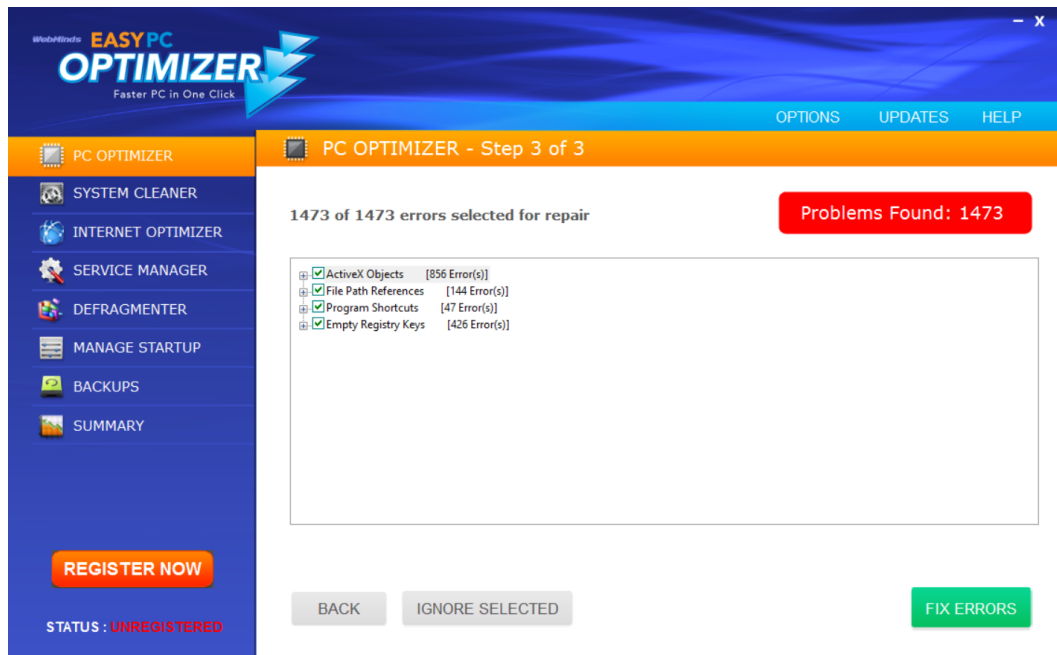 WebMinds EASY PC
OPTIMIZER
Faster PC in One Click
– X
OPTIONS UPDATES HELP
PC OPTIMIZER
SYSTEM CLEANER
INTERNET OPTIMIZER
SERVICE MANAGER
DEFRAGMENTER
MANAGE STARTUP
BACKUPS
SUMMARY
REGISTER NOW
STATUS : UNREGISTERED
PC OPTIMIZER - Step 3 of 3
1473 of 1473 errors selected for repair
Problems Found: 1473
ActiveX Objects [856 Error(s)]
File Path References [144 Error(s)]
Program Shortcuts [47 Error(s)]
Empty Registry Keys [426 Error(s)]
BACK IGNORE SELECTED FIX ERRORS